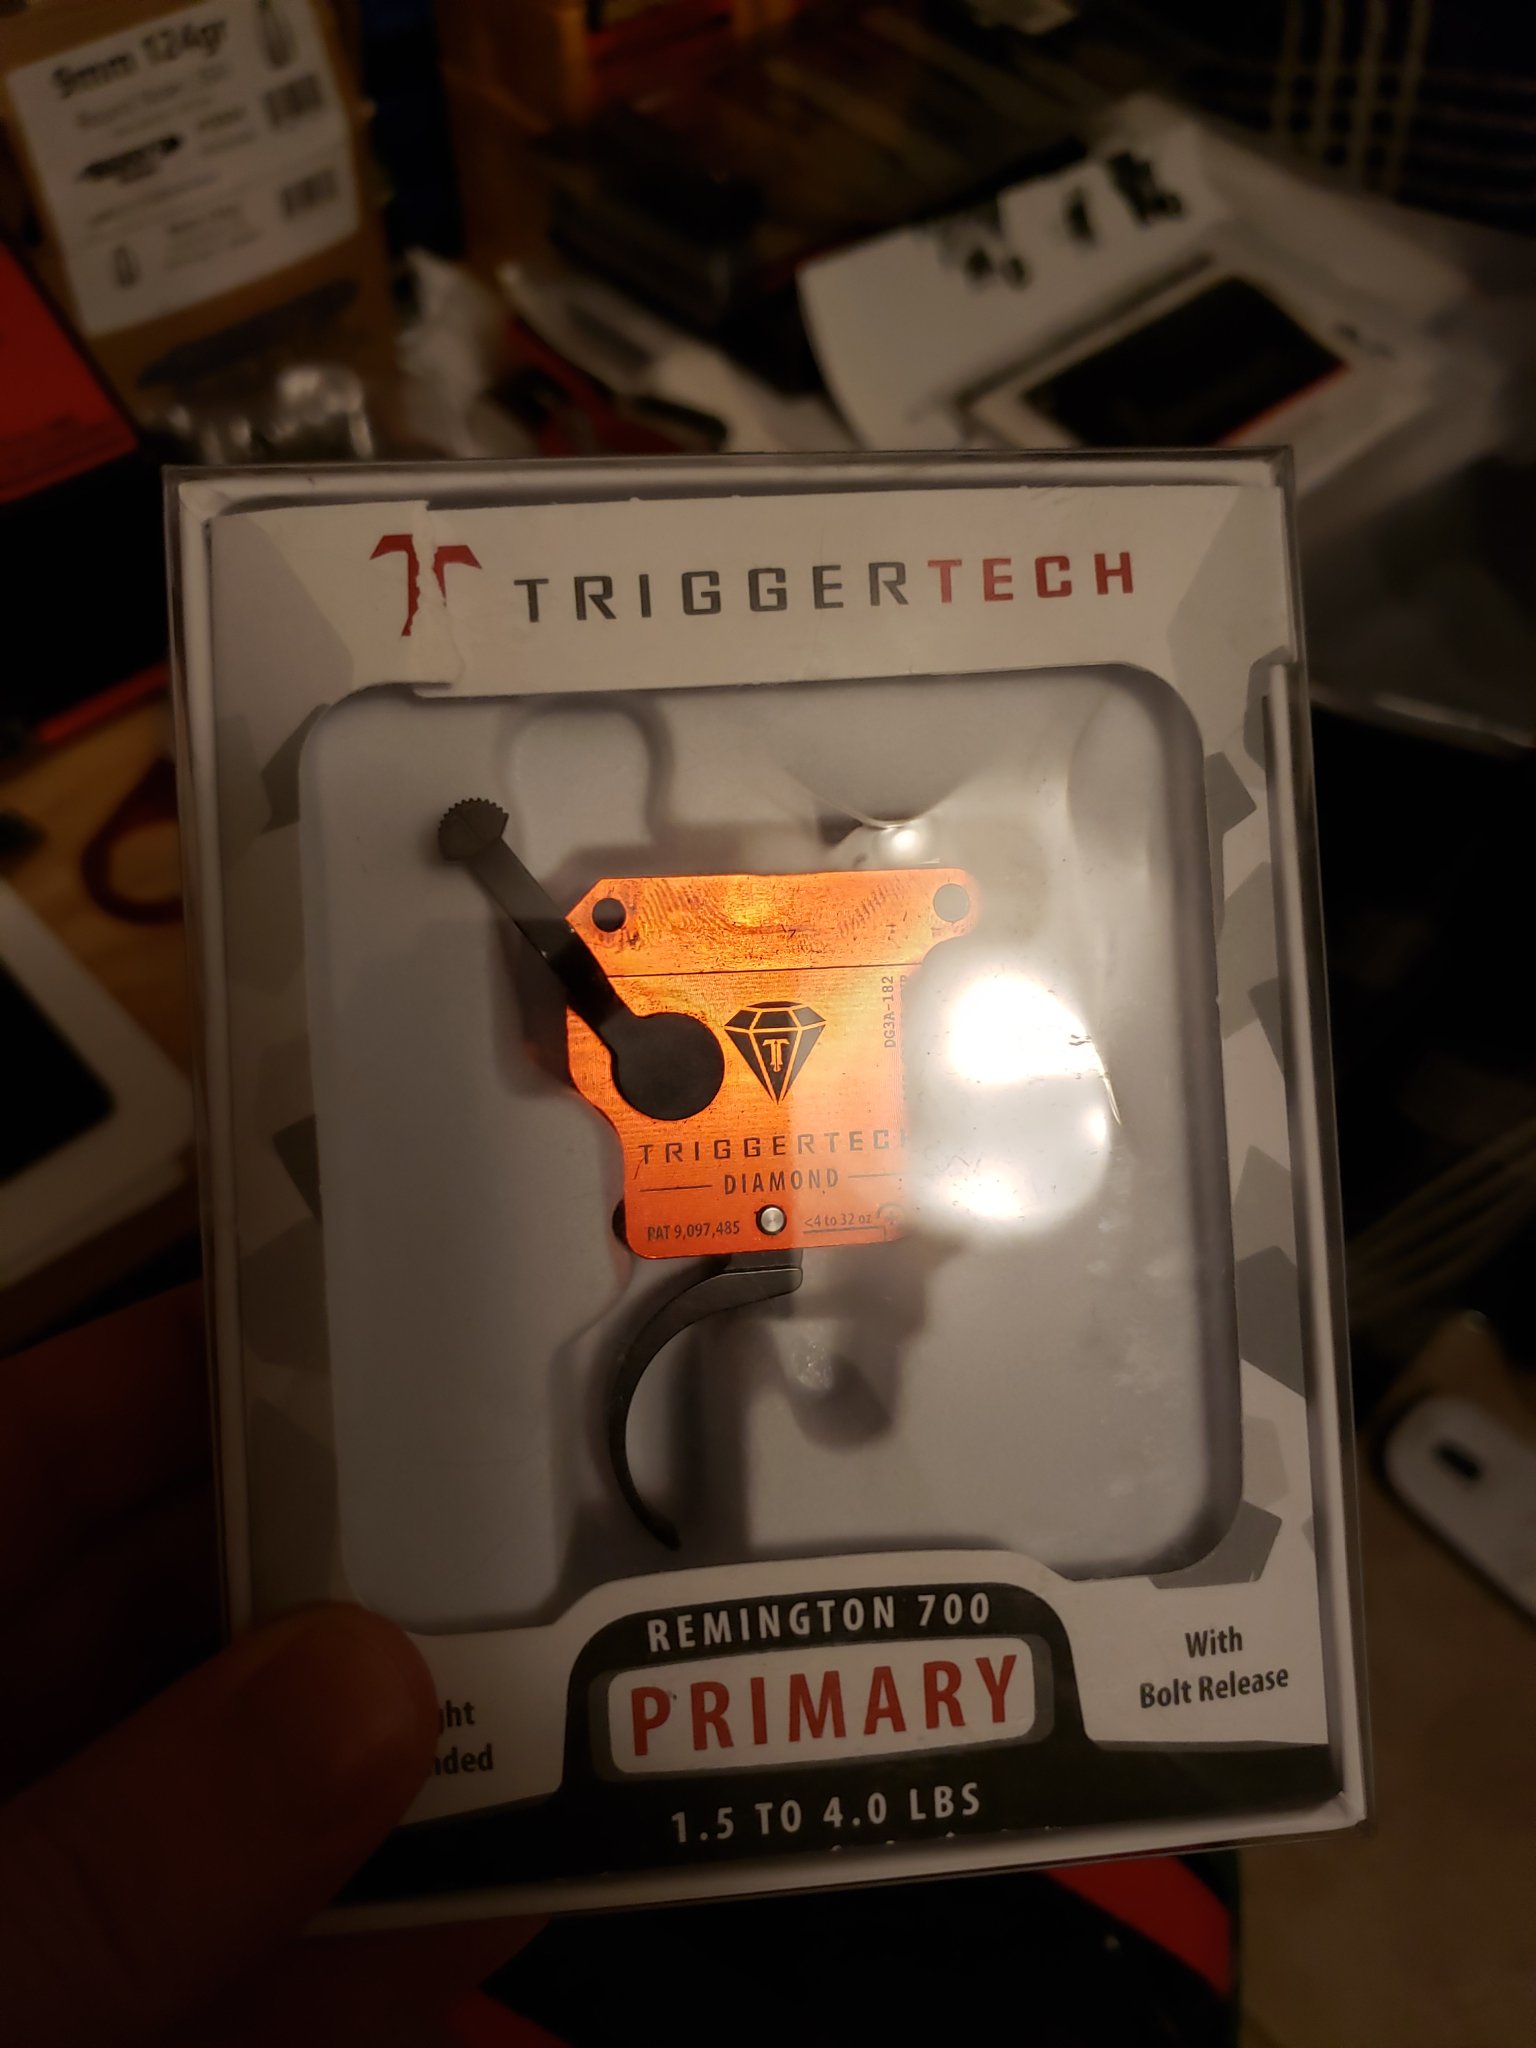 9mm 124gr
TRIGGERTECH
DG3A-182
TRIGGERTECH
DIAMOND
PAT 9,097,485
<4 to 32 oz
REMINGTON 700
PRIMARY
1.5 TO 4.0 LBS
With
Bolt Release